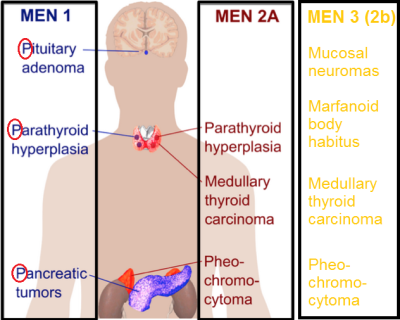 MEN 1
Pituitary
adenoma
Parathyroid
hyperplasia
Pancreatic
tumors
MEN 2A
Parathyroid
hyperplasia
Medullary
thyroid
carcinoma
Pheo-
chromo-
cytoma
MEN 3 (2b)
Mucosal
neuromas
Marfanoid
body
habitus
Medullary
thyroid
carcinoma
Pheo-
chromo-
cytoma